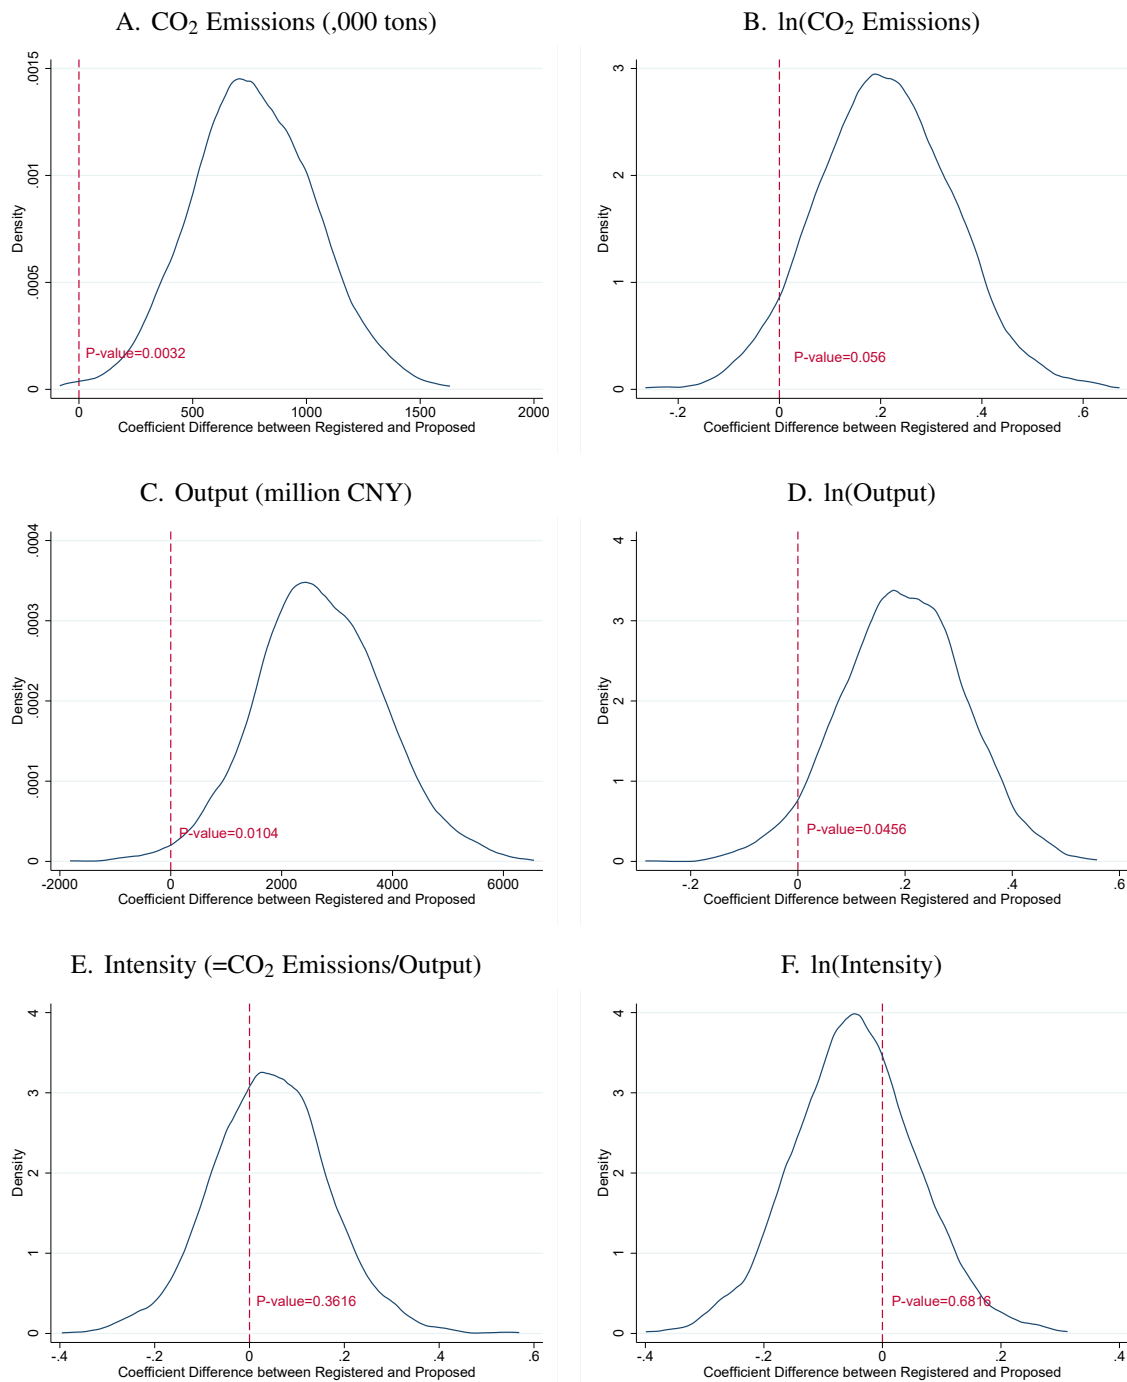 A. CO₂ Emissions (,000 tons)
Density
0 .0005 .001 .0015
P-value=0.0032
0 500 1000 1500 2000
Coefficient Difference between Registered and Proposed
B. ln(CO₂ Emissions)
Density
0 1 2 3
P-value=0.056
-.2 0 .2 .4 .6
Coefficient Difference between Registered and Proposed
C. Output (million CNY)
Density
0 .0001 .0002 .0003 .0004
P-value=0.0104
-2000 0 2000 4000 6000
Coefficient Difference between Registered and Proposed
D. ln(Output)
Density
0 1 2 3 4
P-value=0.0456
-.2 0 .2 .4 .6
Coefficient Difference between Registered and Proposed
E. Intensity (=CO₂ Emissions/Output)
Density
0 1 2 3 4
P-value=0.3616
-.4 -.2 0 .2 .4 .6
Coefficient Difference between Registered and Proposed
F. ln(Intensity)
Density
0 1 2 3 4
P-value=0.6816
-.4 -.2 0 .2 .4
Coefficient Difference between Registered and Proposed